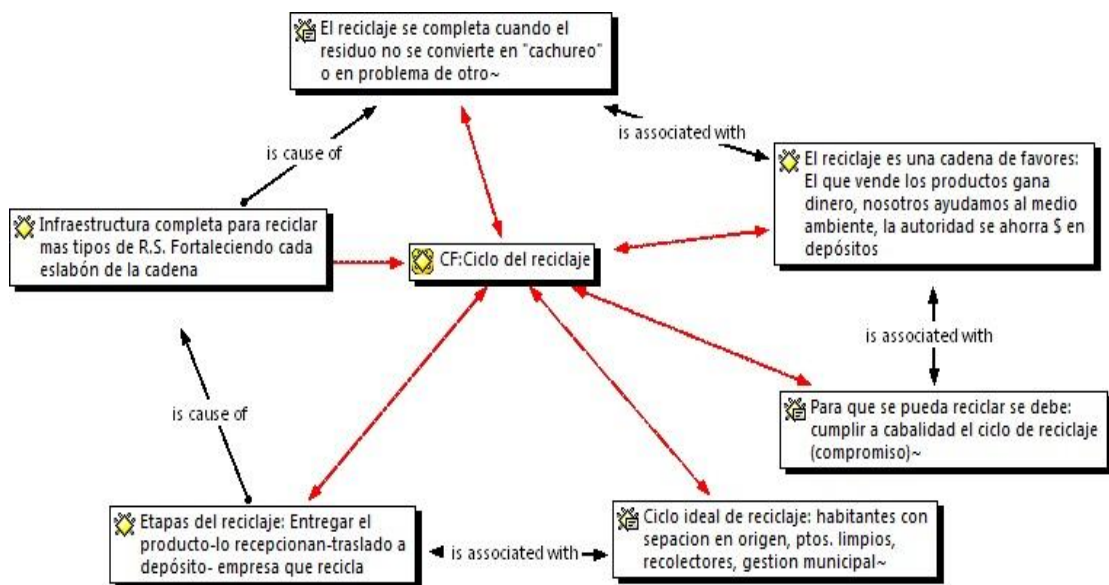 El reciclaje se completa cuando el
residuo no se convierte en "cachureo"
o en problema de otro~
is associated with
is cause of
El reciclaje es una cadena de favores:
El que vende los productos gana
dinero, nosotros ayudamos al medio
ambiente, la autoridad se ahorra $ en
depósitos
Infraestructura completa para reciclar
mas tipos de R.S. Fortaleciendo cada
eslabón de la cadena
CF:Ciclo del reciclaje
is associated with
is cause of
Para que se pueda reciclar se debe:
cumplir a cabalidad el ciclo de reciclaje
(compromiso)~
Etapas del reciclaje: Entregar el
producto-lo recepcionan-traslado a
depósito- empresa que recicla
is associated with
Ciclo ideal de reciclaje: habitantes con
sepacion en origen, ptos. limpios,
recolectores, gestion municipal~